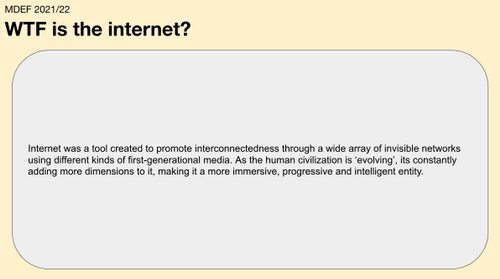 MDEF 2021/22
WTF is the internet?
Internet was a tool created to promote interconnectedness through a wide array of invisible networks
using different kinds of first-generational media. As the human civilization is ‘evolving’, its constantly
adding more dimensions to it, making it a more immersive, progressive and intelligent entity.